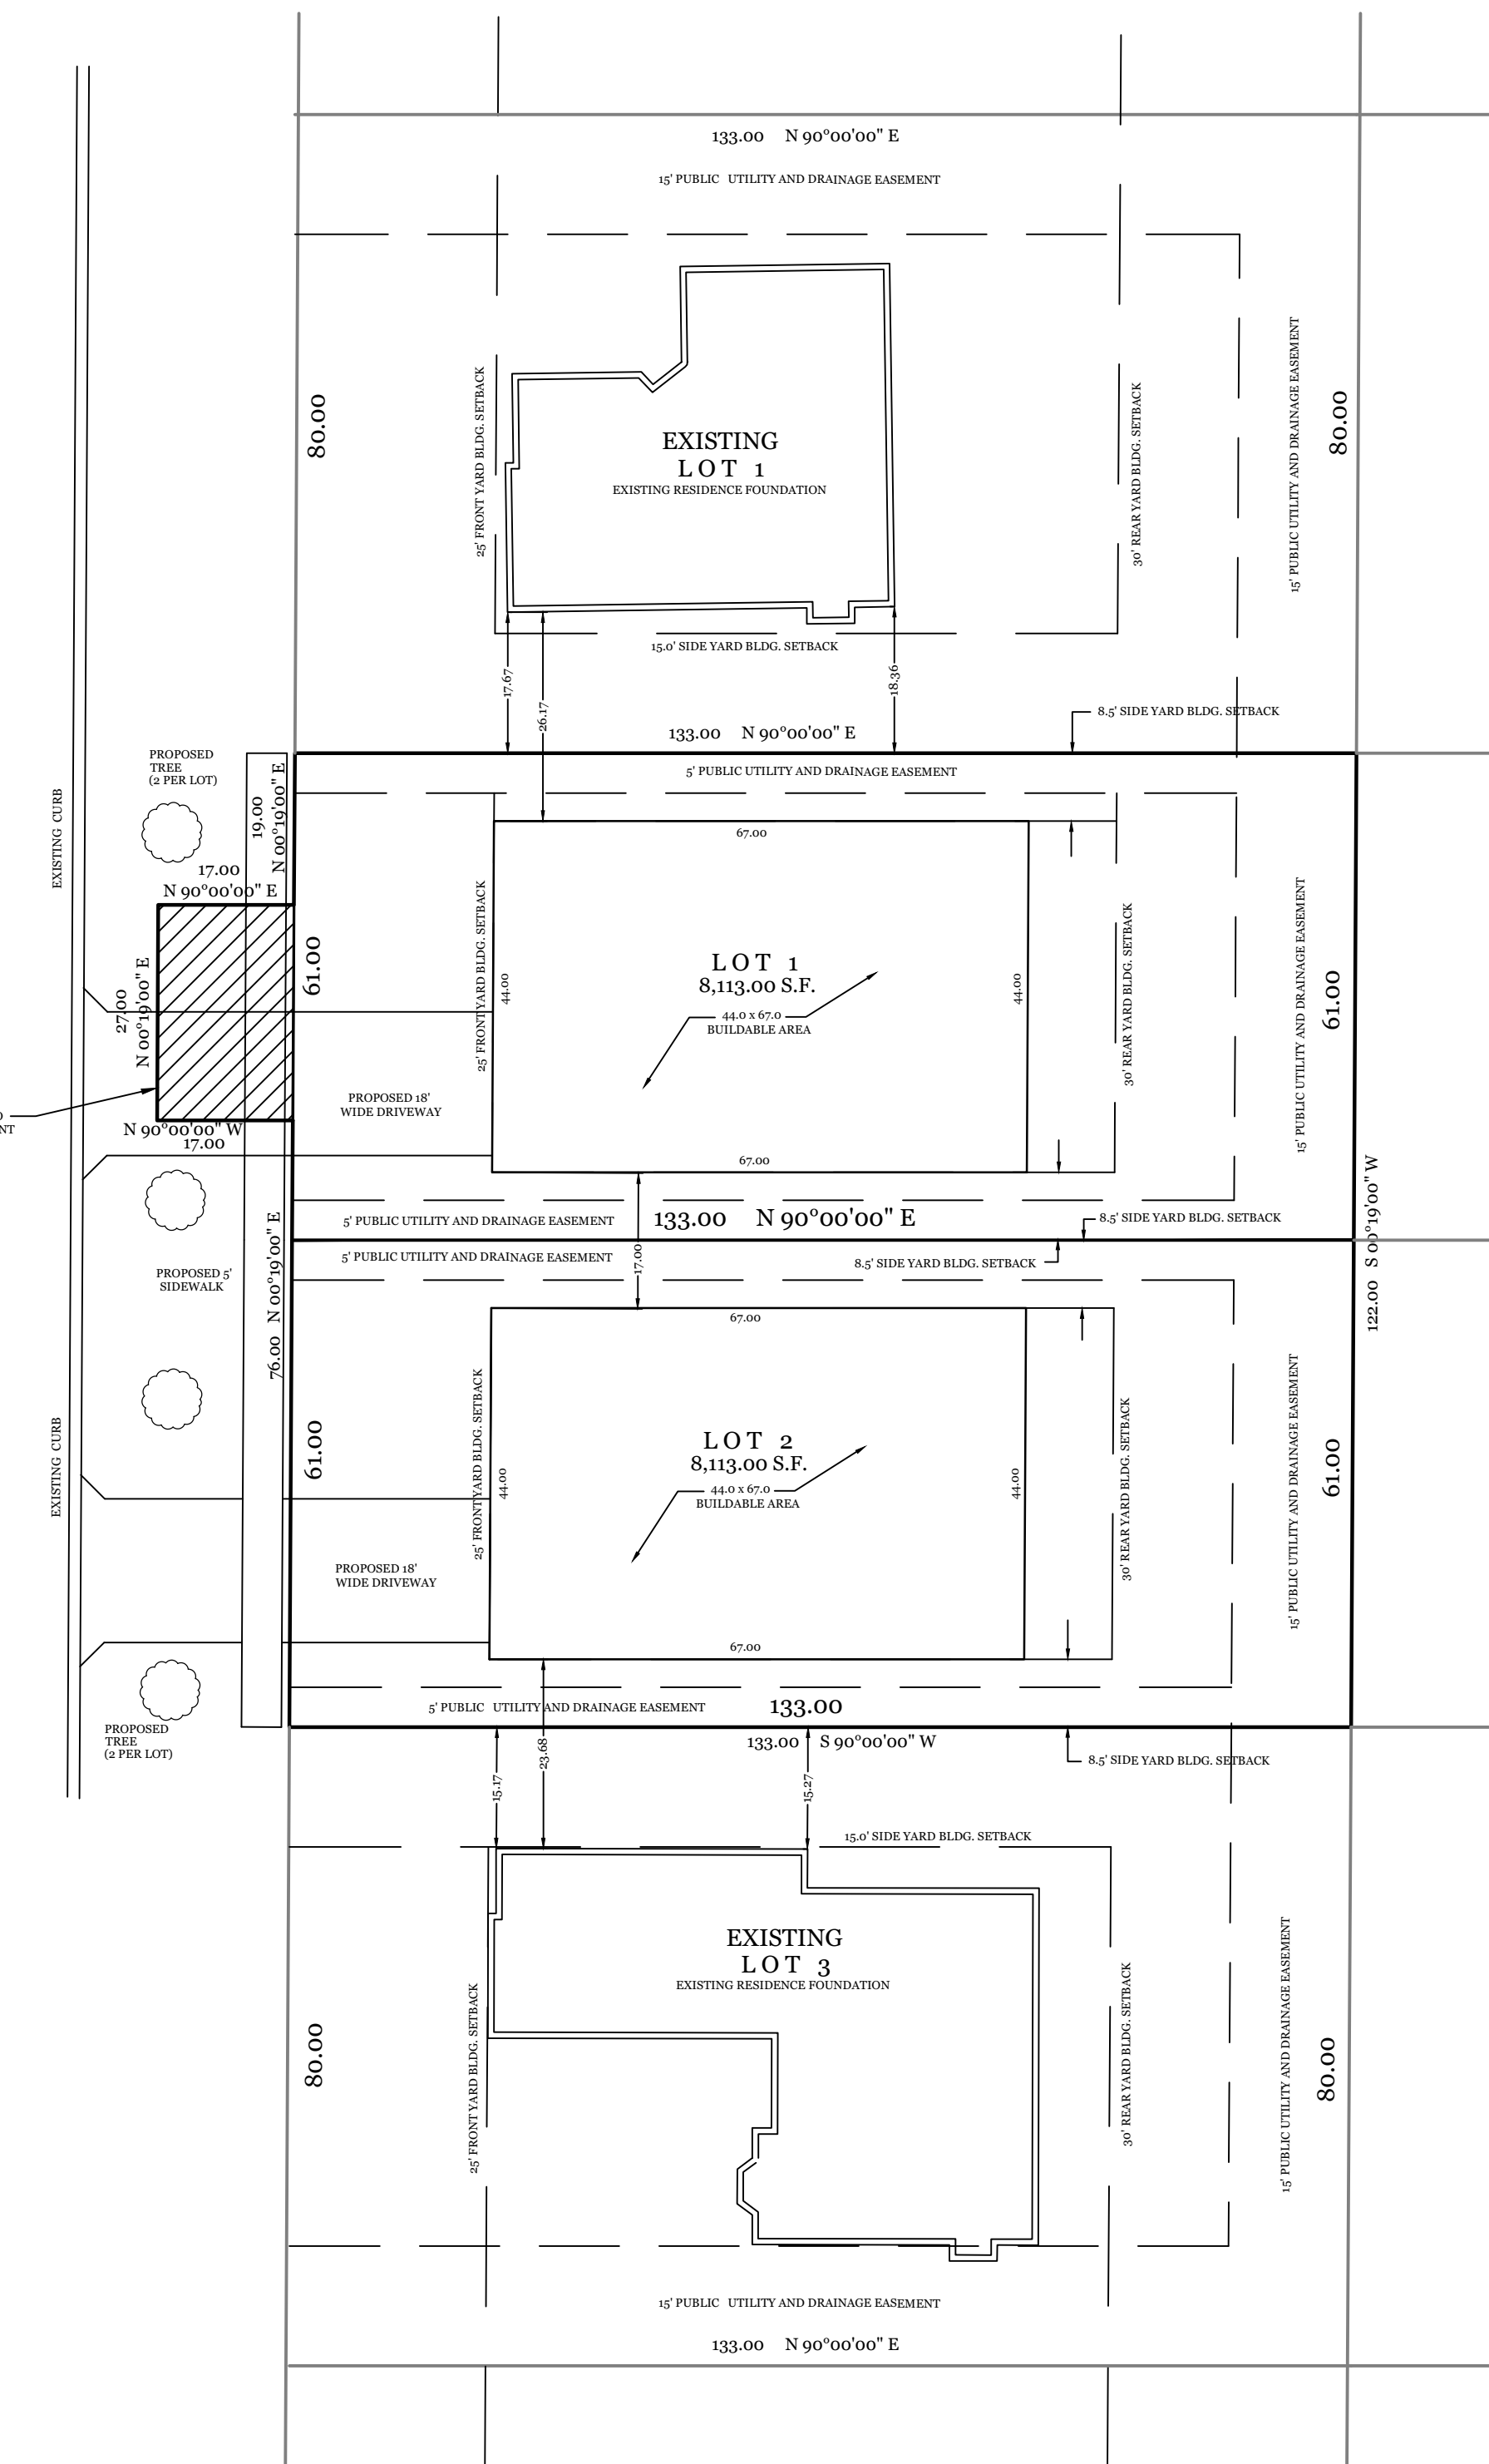 133.00 N 90°00'00" E
15' PUBLIC UTILITY AND DRAINAGE EASEMENT
80.00
25' FRONT YARD BLDG. SETBACK
EXISTING
LOT 1
EXISTING RESIDENCE FOUNDATION
30' REAR YARD BLDG. SETBACK
15' PUBLIC UTILITY AND DRAINAGE EASEMENT
80.00
15.0' SIDE YARD BLDG. SETBACK
17.67
26.17
18.36
8.5' SIDE YARD BLDG. SETBACK
133.00 N 90°00'00" E
PROPOSED
TREE
(2 PER LOT)
5' PUBLIC UTILITY AND DRAINAGE EASEMENT
19.00
N 00°19'00" E
EXISTING CURB
67.00
17.00
N 90°00'00" E
61.00
25' FRONT YARD BLDG. SETBACK
44.00
LOT 1
8,113.00 S.F.
44.0 x 67.0
BUILDABLE AREA
44.00
30' REAR YARD BLDG. SETBACK
15' PUBLIC UTILITY AND DRAINAGE EASEMENT
61.00
27.00
N 00°19'00" E
PROPOSED 18'
WIDE DRIVEWAY
N 90°00'00" W
17.00
67.00
5' PUBLIC UTILITY AND DRAINAGE EASEMENT
133.00 N 90°00'00" E
8.5' SIDE YARD BLDG. SETBACK
122.00 S 00°19'00" W
5' PUBLIC UTILITY AND DRAINAGE EASEMENT
17.00
8.5' SIDE YARD BLDG. SETBACK
PROPOSED 5'
SIDEWALK
76.00 N 00°19'00" E
67.00
EXISTING CURB
61.00
25' FRONT YARD BLDG. SETBACK
44.00
LOT 2
8,113.00 S.F.
44.0 x 67.0
BUILDABLE AREA
44.00
30' REAR YARD BLDG. SETBACK
15' PUBLIC UTILITY AND DRAINAGE EASEMENT
61.00
PROPOSED 18'
WIDE DRIVEWAY
67.00
5' PUBLIC UTILITY AND DRAINAGE EASEMENT
133.00
PROPOSED
TREE
(2 PER LOT)
133.00 S 90°00'00" W
8.5' SIDE YARD BLDG. SETBACK
15.17
23.68
15.27
15.0' SIDE YARD BLDG. SETBACK
EXISTING
LOT 3
EXISTING RESIDENCE FOUNDATION
80.00
25' FRONT YARD BLDG. SETBACK
30' REAR YARD BLDG. SETBACK
15' PUBLIC UTILITY AND DRAINAGE EASEMENT
80.00
15' PUBLIC UTILITY AND DRAINAGE EASEMENT
133.00 N 90°00'00" E